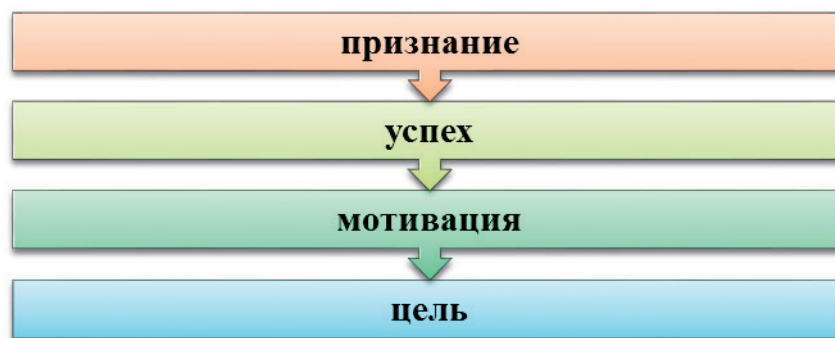 признание
успех
мотивация
цель